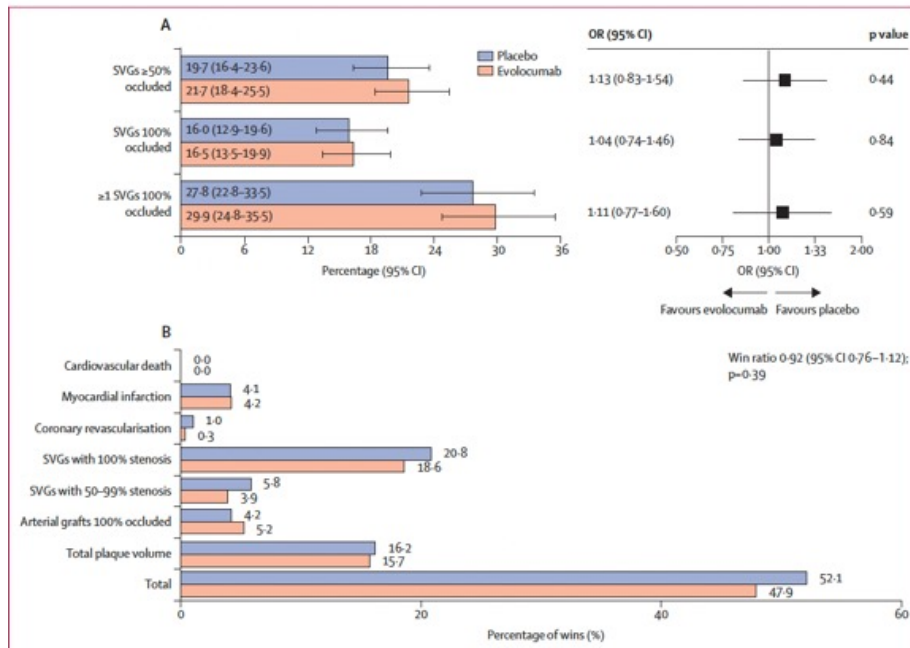 A
Placebo
Evolocumab
SVGs ≥50%
occluded
19·7 (16·4–23·6)
21·7 (18·4–25·5)
SVGs 100%
occluded
16·0 (12·9–19·6)
16·5 (13·5–19·9)
≥1 SVGs 100%
occluded
27·8 (22·8–33·5)
29·9 (24·8–35·5)
0 6 12 18 24 30 36
Percentage (95% CI)
OR (95% CI) p value
1·13 (0·83–1·54) 0·44
1·04 (0·74–1·46) 0·84
1·11 (0·77–1·60) 0·59
0·50 0·75 1·00 1·33 2·00
OR (95% CI)
Favours evolocumab Favours placebo
B
Win ratio 0·92 (95% CI 0·76–1·12);
p=0·39
Cardiovascular death 0·0
0·0
Myocardial infarction 4·1
4·2
Coronary revascularisation 1·0
0·3
SVGs with 100% stenosis 20·8
18·6
SVGs with 50–99% stenosis 5·8
3·9
Arterial grafts 100% occluded 4·2
5·2
Total plaque volume 16·2
15·7
Total 52·1
47·9
0 20 40 60
Percentage of wins (%)